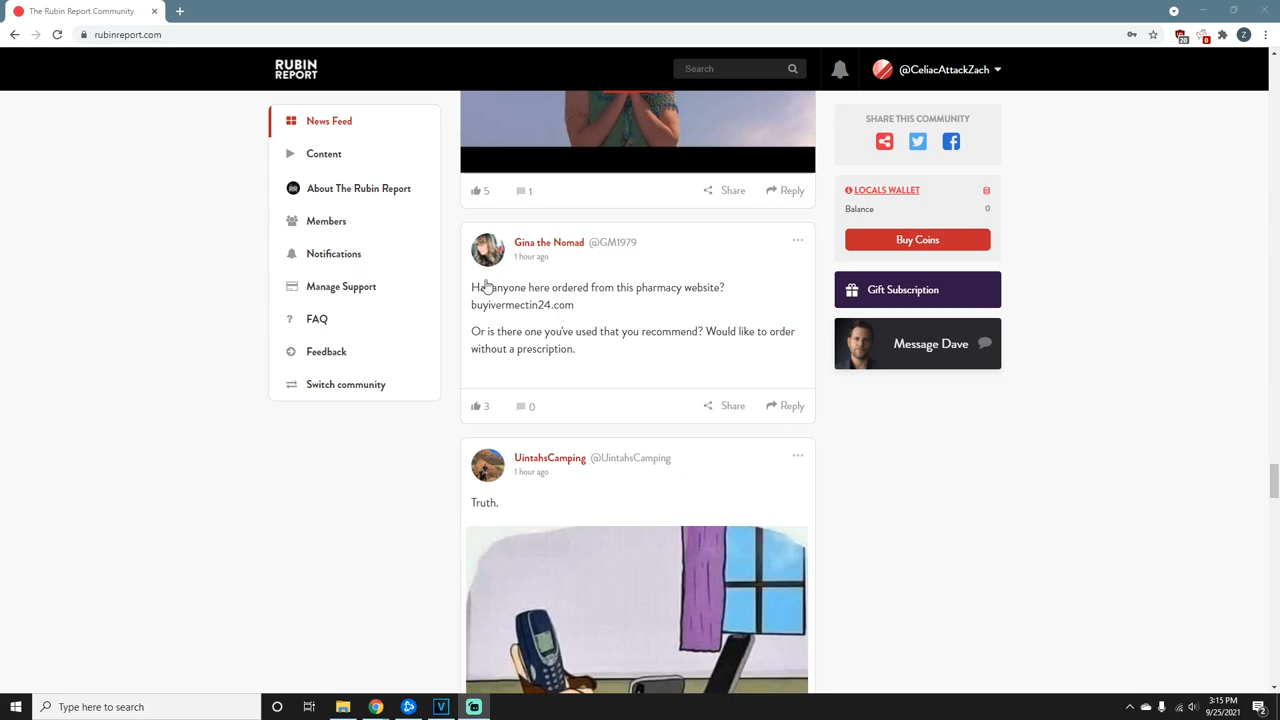 The Rubin Report Community
rubinreport.com
20
0
Z
RUBIN
REPORT
Search
@CeliacAttackZach
News Feed
Content
About The Rubin Report
Members
Notifications
Manage Support
FAQ
Feedback
Switch community
5
1
Share
Reply
Gina the Nomad @GM1979
1 hour ago
anyone here ordered from this pharmacy website?
buyivermectin24.com
Or is there one you've used that you recommend? Would like to order
without a prescription.
3
0
Share
Reply
UintahsCamping @UintahsCamping
1 hour ago
Truth.
SHARE THIS COMMUNITY
LOCALS WALLET
Balance 0
Buy Coins
Gift Subscription
Message Dave
Type here to search
V
3:15 PM
9/25/2021
2